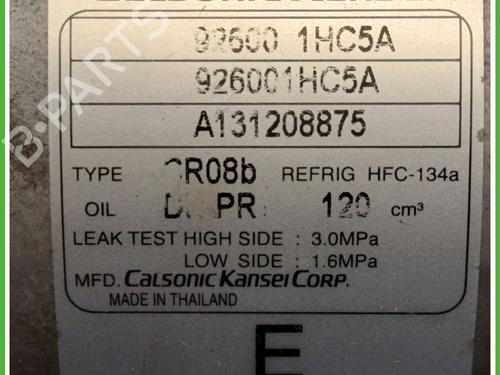 92600 1HC5A
926001HC5A
A131208875
TYPE CR08b REFRIG HFC-134a
OIL PR 120 cm³
LEAK TEST HIGH SIDE : 3.0MPa
LOW SIDE : 1.6MPa
MFD. CALSONIC KANSEI CORP.
MADE IN THAILAND
E
B-PARTS